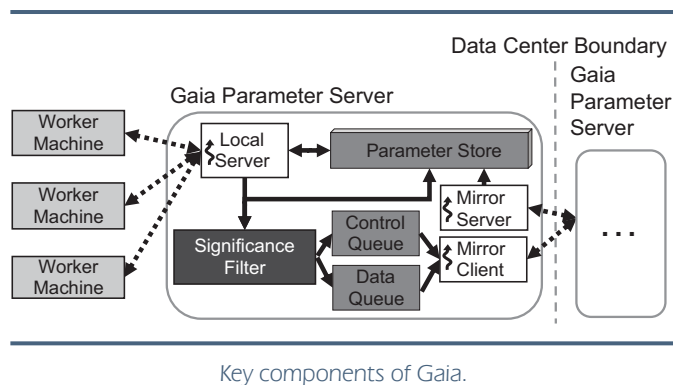 Data Center Boundary
Gaia Parameter Server
Gaia
Parameter
Server
Worker
Machine
Worker
Machine
Worker
Machine
Local
Server
Parameter Store
Mirror
Server
Significance
Filter
Control
Queue
Data
Queue
Mirror
Client
...
Key components of Gaia.